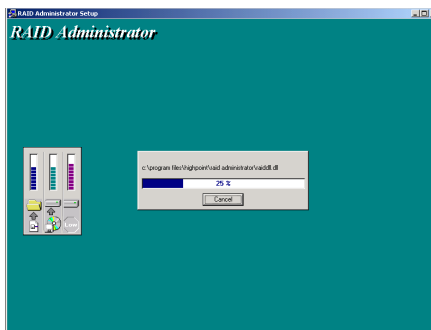 RAID Administrator Setup
RAID Administrator
c:\program files\highpoint\raid administrator\raiddll.dll
25 %
Cancel